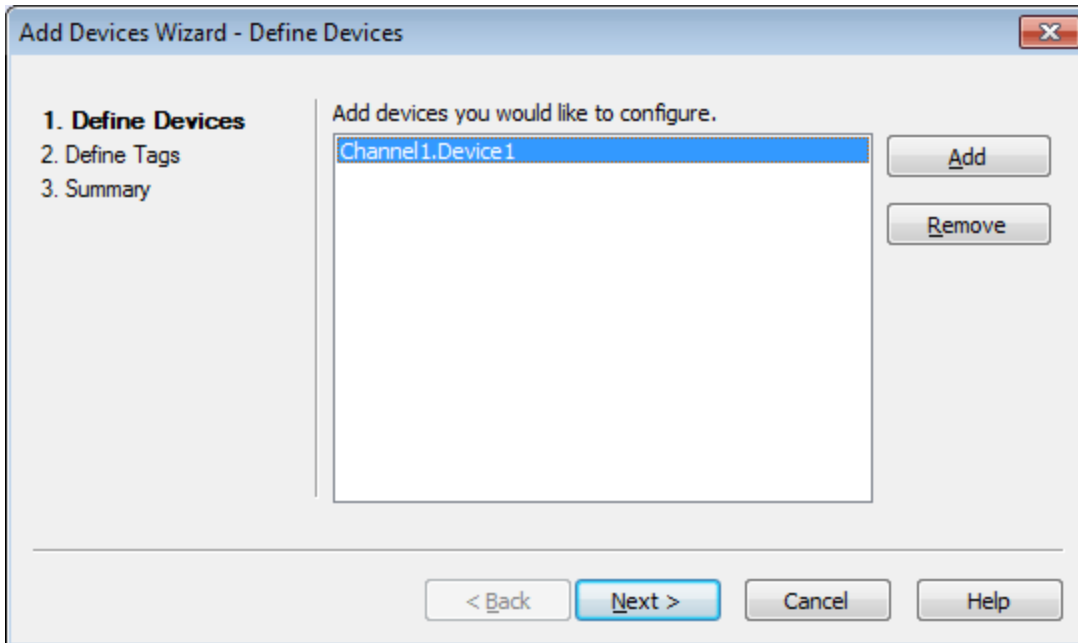 Add Devices Wizard - Define Devices
1. Define Devices
2. Define Tags
3. Summary
Add devices you would like to configure.
Channel1.Device1
Add
Remove
< Back
Next >
Cancel
Help